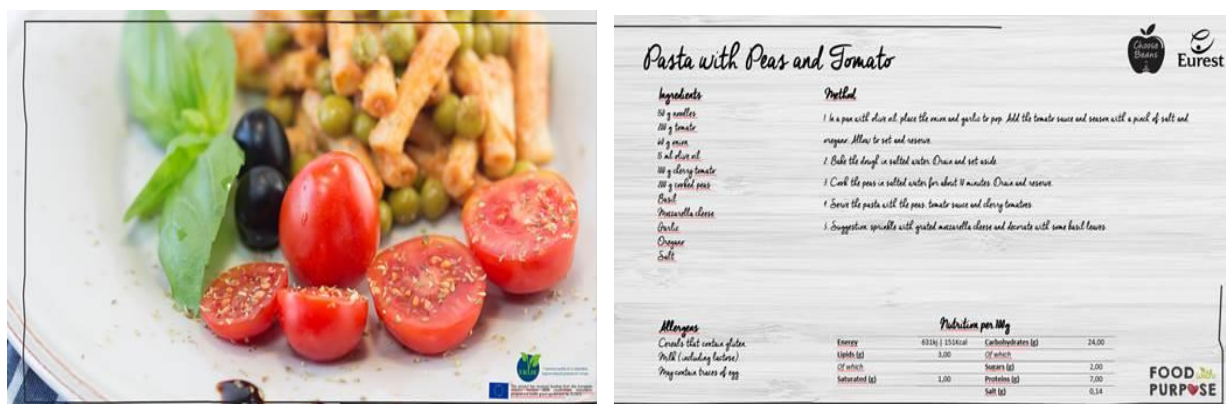 Pasta with Peas and Tomato
Choose
Beans
Eurest
Ingredients
150 g noodles
200 g tomato
60 g onion
15 ml olive oil
100 g cherry tomato
200 g cooked peas
Basil
Mozzarella cheese
Garlic
Oregano
Salt
Method
1. In a pan with olive oil, place the onion and garlic to pop. Add the tomato sauce and season with a pinch of salt and
oregano. Allow to set and reserve.
2. Bake the dough in salted water. Drain and set aside.
3. Cook the peas in salted water for about 10 minutes. Drain and reserve.
4. Serve the pasta with the peas, tomato sauce and cherry tomatoes.
5. Suggestion: sprinkle with grated mozzarella cheese and decorate with some basil leaves.
Allergens
Cereals that contain gluten
Milk (including lactose)
May contain traces of egg
Nutrition per 100g
Energy 631kj | 151Kcal Carbohydrates (g) 24,00
Lipids (g) 3,00 Of which
Of which Sugars (g) 2,00
Saturated (g) 1,00 Proteins (g) 7,00
Salt (g) 0,14
FOOD with
PURPOSE